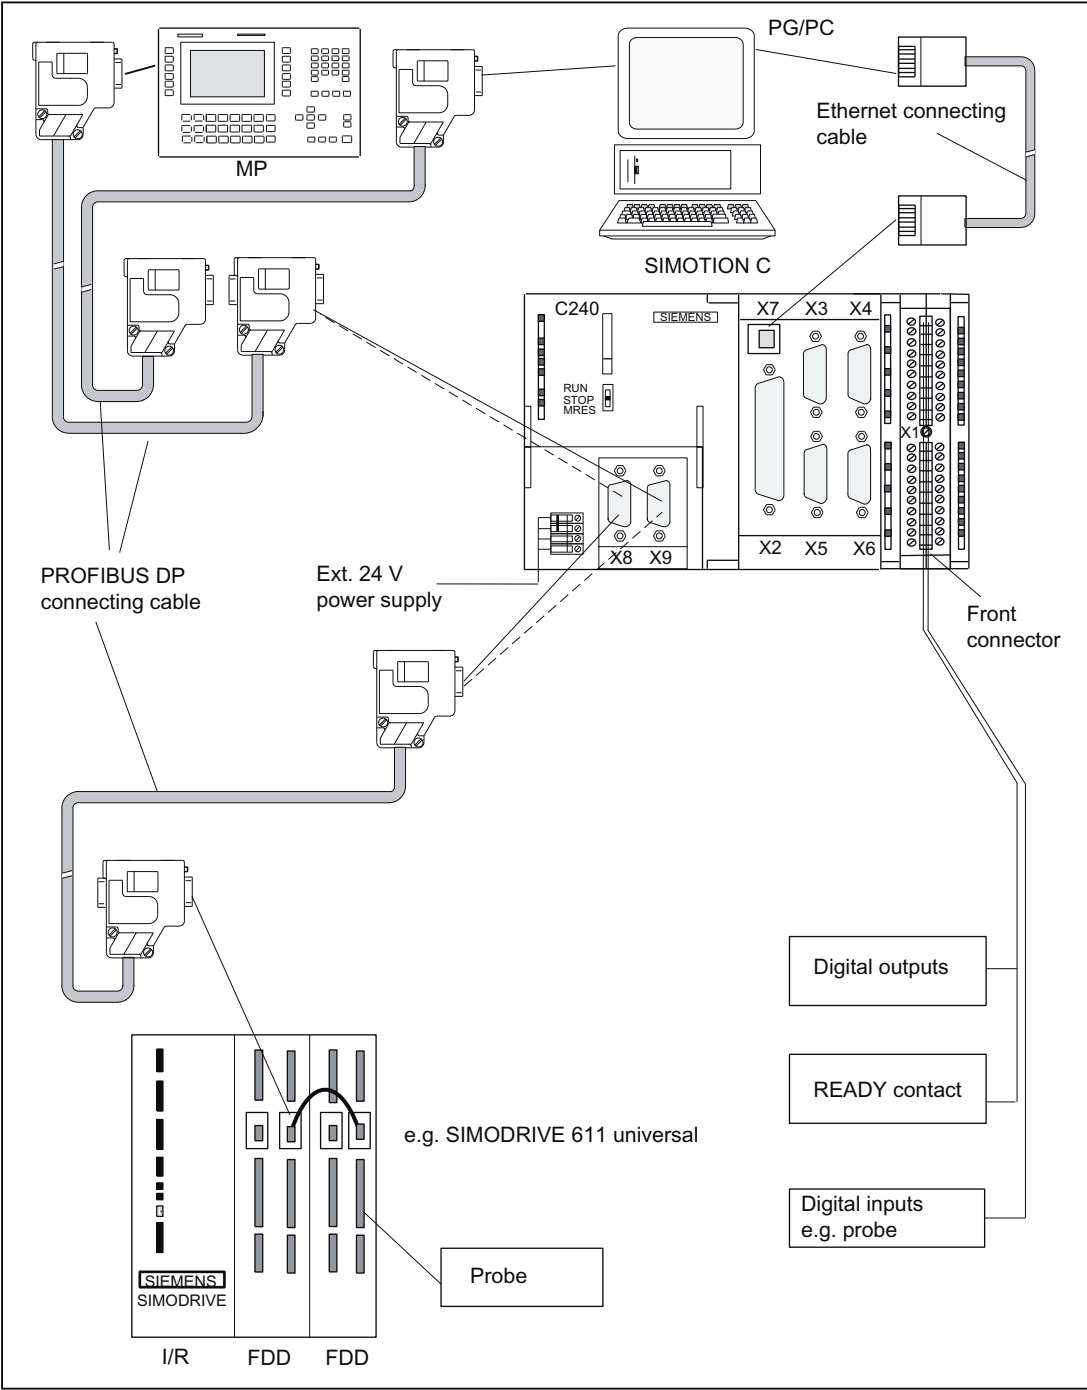 PG/PC
Ethernet connecting
cable
MP
SIMOTION C
C240
SIEMENS
X7 X3 X4
RUN
STOP
MRES
X10
X8 X9
X2 X5 X6
PROFIBUS DP
connecting cable
Ext. 24 V
power supply
Front
connector
Digital outputs
READY contact
e.g. SIMODRIVE 611 universal
Digital inputs
e.g. probe
Probe
SIEMENS
SIMODRIVE
I/R FDD FDD